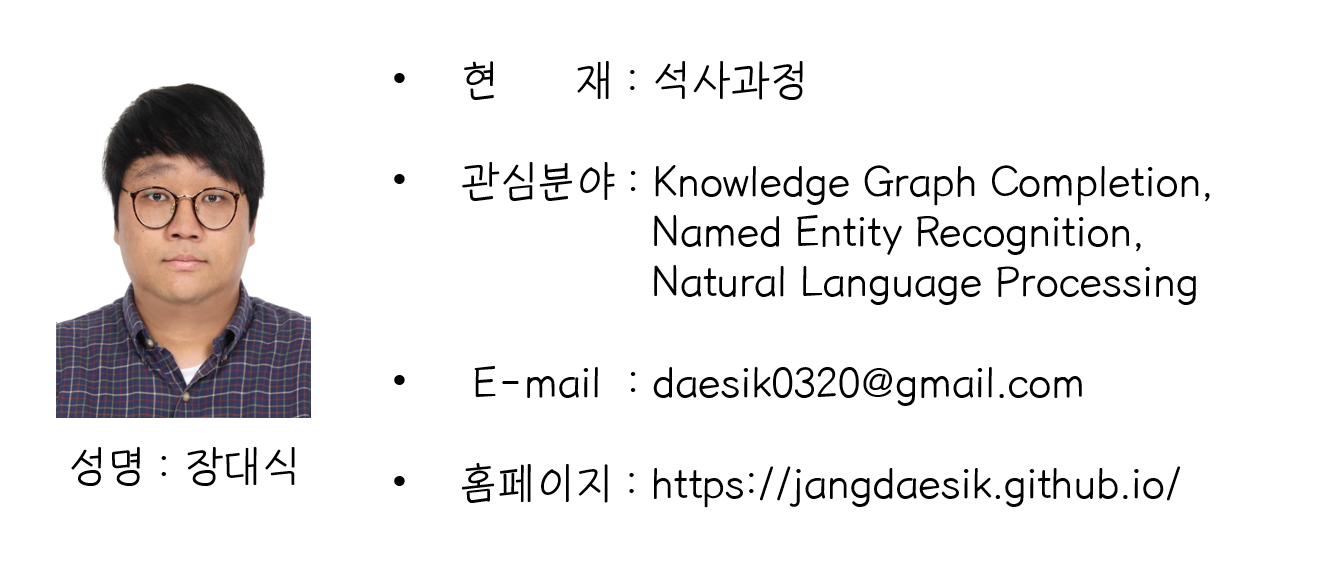 현 재 : 석사과정
관심분야 : Knowledge Graph Completion,
Named Entity Recognition,
Natural Language Processing
E-mail : daesik0320@gmail.com
홈페이지 : https://jangdaesik.github.io/
성명 : 장대식